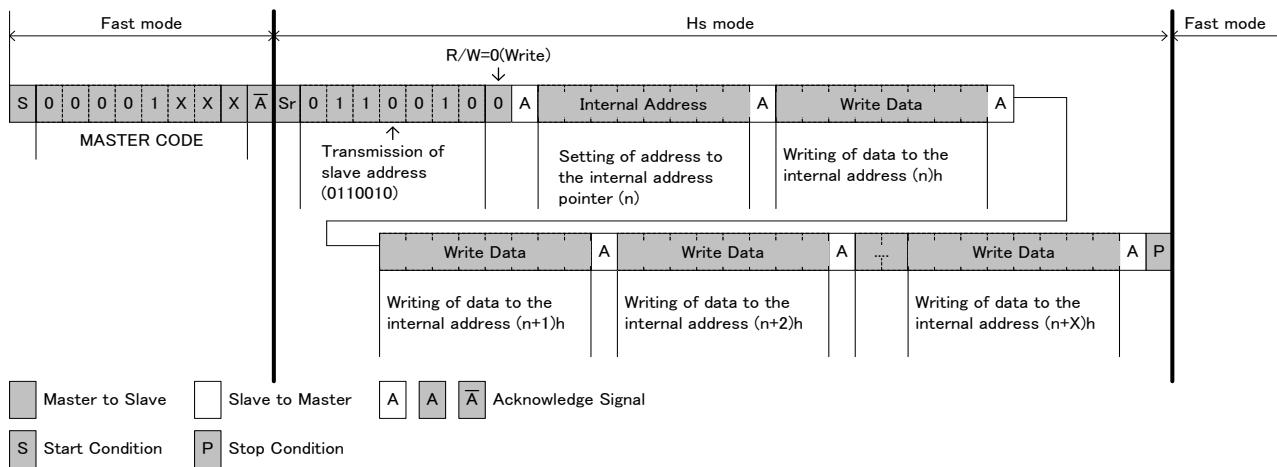 Fast mode Hs mode Fast mode
R/W=0(Write)
S 0 0 0 0 1 X X X A̅ Sr 0 1 1 0 0 1 0 0 A Internal Address A Write Data A
MASTER CODE
Transmission of
slave address
(0110010)
Setting of address to
the internal address
pointer (n)
Writing of data to the
internal address (n)h
Write Data A Write Data A .... Write Data A P
Writing of data to the
internal address (n+1)h
Writing of data to the
internal address (n+2)h
Writing of data to the
internal address (n+X)h
Master to Slave Slave to Master A A A̅ Acknowledge Signal
S Start Condition P Stop Condition